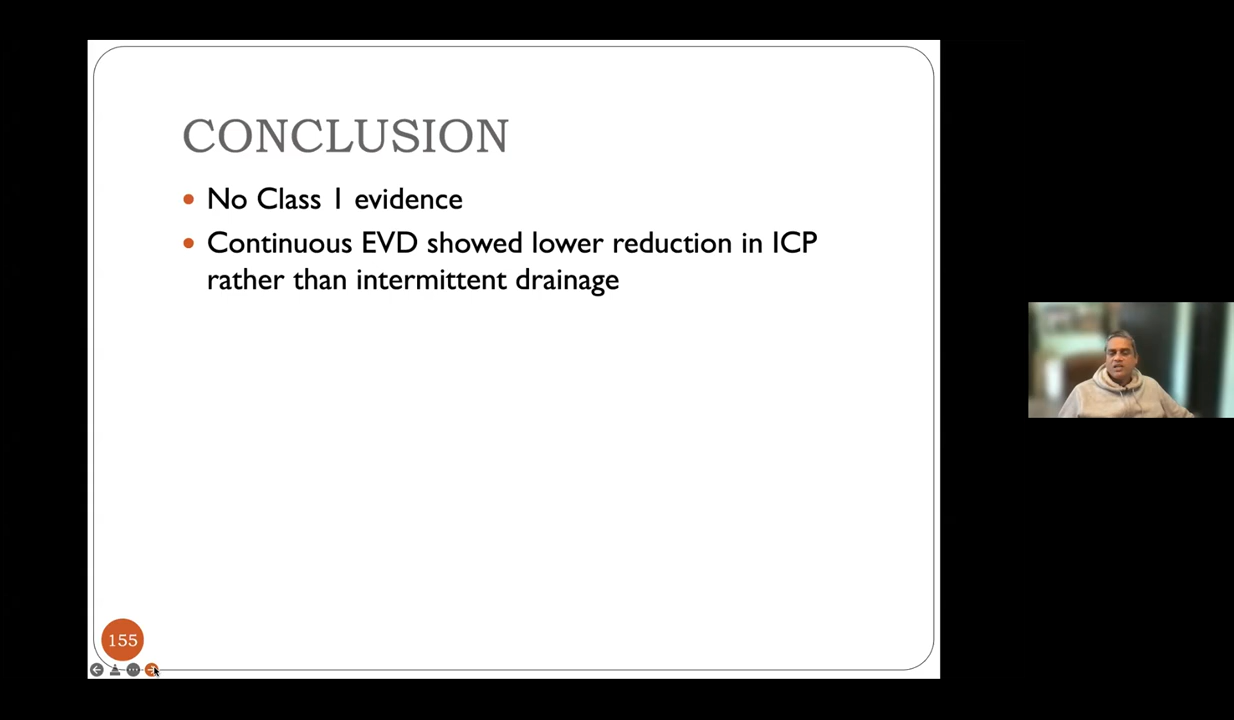 CONCLUSION
No Class 1 evidence
Continuous EVD showed lower reduction in ICP
rather than intermittent drainage
155